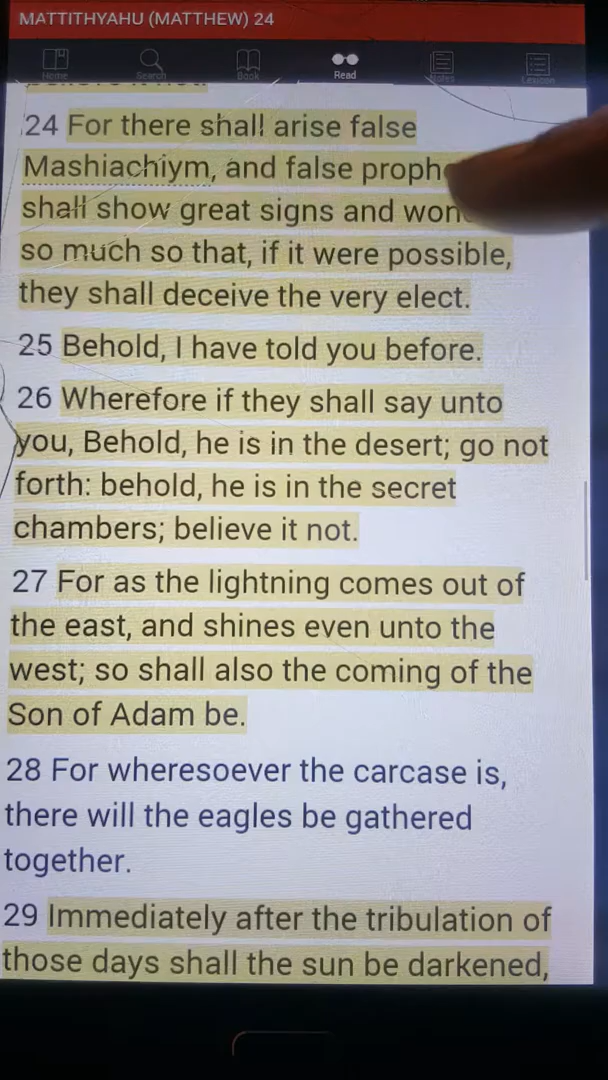 MATTITHYAHU (MATTHEW) 24
Home Search Book Read Notes Lexicon
believe it not.
24 For there shall arise false
Mashiachiym, and false proph
shall show great signs and won
so much so that, if it were possible,
they shall deceive the very elect.
25 Behold, I have told you before.
26 Wherefore if they shall say unto
you, Behold, he is in the desert; go not
forth: behold, he is in the secret
chambers; believe it not.
27 For as the lightning comes out of
the east, and shines even unto the
west; so shall also the coming of the
Son of Adam be.
28 For wheresoever the carcase is,
there will the eagles be gathered
together.
29 Immediately after the tribulation of
those days shall the sun be darkened,